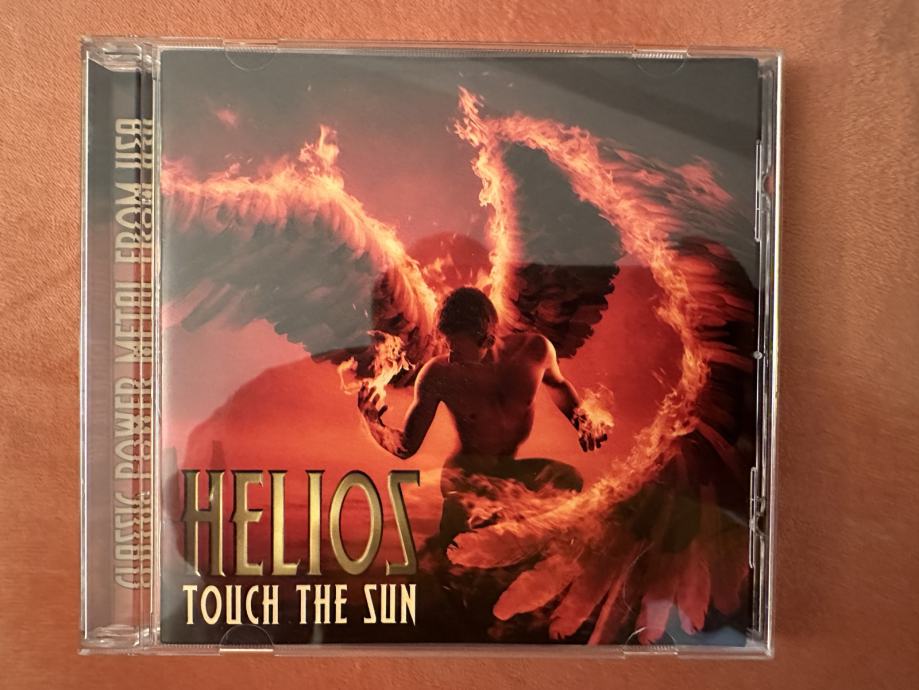 CLASSIC POWER METAL FROM USA
HELIOS
TOUCH THE SUN